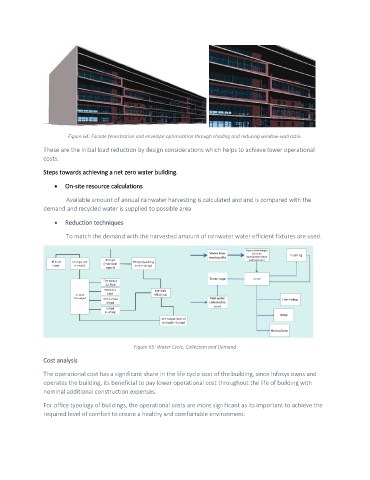 Figure 64: Facade fenestration and envelope optimization through shading and reducing window wall ratio
These are the initial load reduction by design considerations which helps to achieve lower operational
costs.
Steps towards achieving a net zero water building.
• On-site resource calculations
Available amount of annual rainwater harvesting is calculated and and is compared with the
demand and recycled water is supplied to possible area
• Reduction techniques
To match the demand with the harvested amount of rainwater water efficient fixtures are used.
Flushing
Figure 65: Water Cycle, Collection and Demand
Cost analysis
The operational cost has a significant share in the life cycle cost of the building, since Infosys owns and
operates the building, its beneficial to pay lower operational cost throughout the life of building with
nominal additional construction expenses.
For office typology of buildings, the operational costs are more significant as its important to achieve the
required level of comfort to create a healthy and comfortable environment.